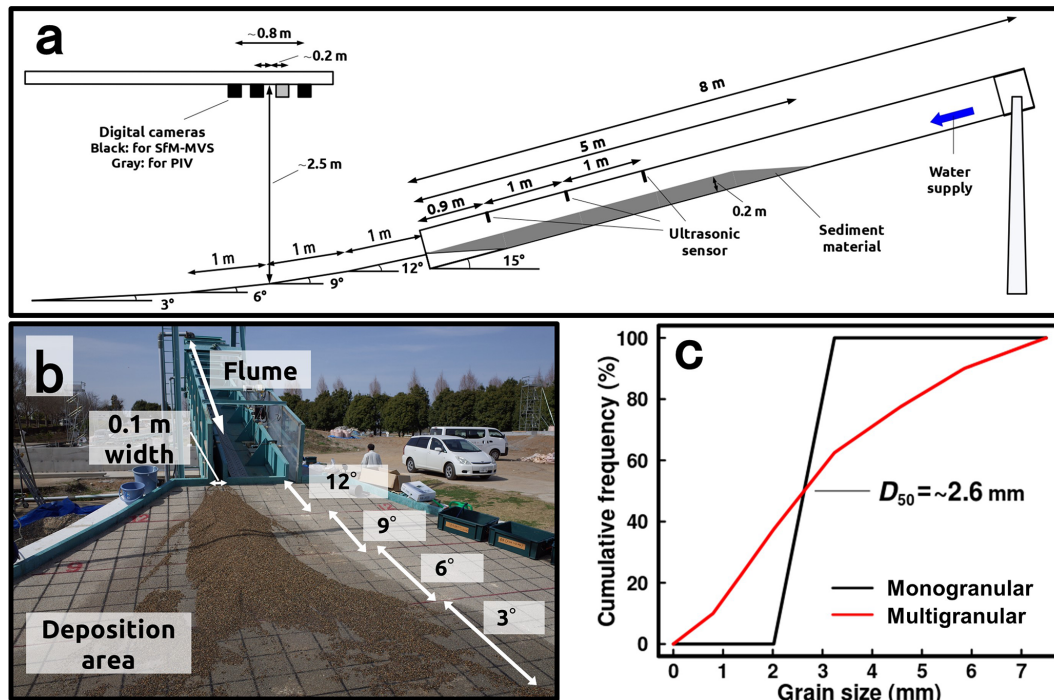 a
~0.8 m
~0.2 m
Digital cameras
Black: for SfM-MVS
Gray: for PIV
~2.5 m
8 m
5 m
1 m
1 m
0.9 m
Water
supply
0.2 m
Ultrasonic
sensor
Sediment
material
1 m
1 m
1 m
15°
12°
9°
6°
3°
b
Flume
0.1 m
width
12°
9°
6°
3°
Deposition
area
c
Cumulative frequency (%)
100
80
60
40
20
0
D50 = ~2.6 mm
Monogranular
Multigranular
0 1 2 3 4 5 6 7
Grain size (mm)